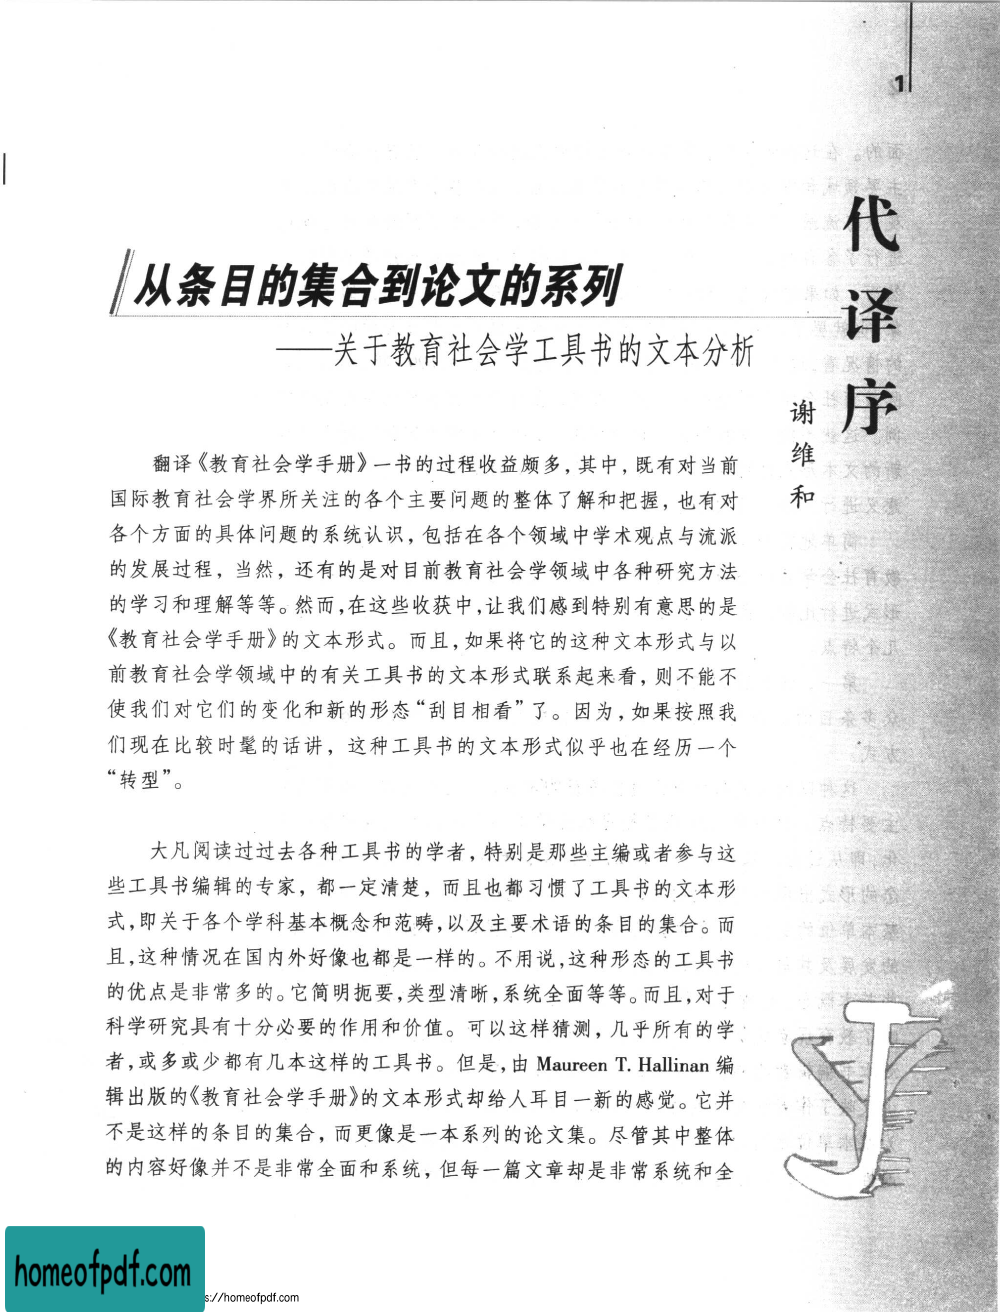 1
代译序
谢维和
从条目的集合到论文的系列
——关于教育社会学工具书的文本分析
翻译《教育社会学手册》一书的过程收益颇多，其中，既有对当前
国际教育社会学界所关注的各个主要问题的整体了解和把握，也有对
各个方面的具体问题的系统认识，包括在各个领域中学术观点与流派
的发展过程，当然，还有的是对目前教育社会学领域中各种研究方法
的学习和理解等等。然而，在这些收获中，让我们感到特别有意思的是
《教育社会学手册》的文本形式。而且，如果将它的这种文本形式与以
前教育社会学领域中的有关工具书的文本形式联系起来看，则不能不
使我们对它们的变化和新的形态“刮目相看”了。因为，如果按照我
们现在比较时髦的话讲，这种工具书的文本形式似乎也在经历一个
“转型”。
大凡阅读过过去各种工具书的学者，特别是那些主编或者参与这
些工具书编辑的专家，都一定清楚，而且也都习惯了工具书的文本形
式，即关于各个学科基本概念和范畴，以及主要术语的条目的集合。而
且，这种情况在国内外好像也都是一样的。不用说，这种形态的工具书
的优点是非常多的。它简明扼要，类型清晰，系统全面等等。而且，对于
科学研究具有十分必要的作用和价值。可以这样猜测，几乎所有的学
者，或多或少都有几本这样的工具书。但是，由 Maureen T. Hallinan 编
辑出版的《教育社会学手册》的文本形式却给人耳目一新的感觉。它并
不是这样的条目的集合，而更像是一本系列的论文集。尽管其中整体
的内容好像并不是非常全面和系统，但每一篇文章却是非常系统和全
homeofpdf.com
s://homeofpdf.com